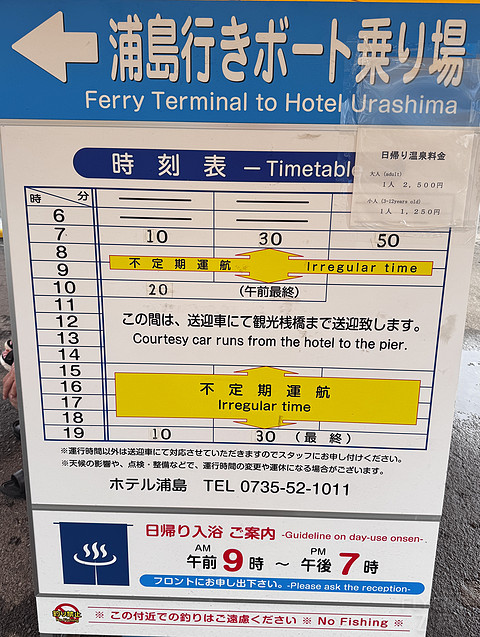 浦島行きボート乗り場
Ferry Terminal to Hotel Urashima
日帰り温泉料金
大人 (adult)
1人 2,500円
小人 (3-12years old)
1人 1,250円
時刻表 － Timetable
時 分
6
7 10 30 50
8
不定期運航 Irregular time
9
10 20 (午前最終)
11
12 この間は、送迎車にて観光桟橋まで送迎致します。
13 Courtesy car runs from the hotel to the pier.
14
15
16 不定期運航
17 Irregular time
18
19 10 30 (最終)
※運行時間以外は送迎車にて対応させていただきますのでスタッフにお申し付けください。
※天候の影響や、点検・整備などで、運行時間の変更や運休になる場合がございます。
ホテル浦島 TEL 0735-52-1011
日帰り入浴 ご案内 -Guideline on day-use onsen-
AM PM
午前9時 ～ 午後7時
フロントにお申し出下さい。-Please ask the reception-
釣り禁止 ※ この付近での釣りはご遠慮ください ※ No Fishing ※